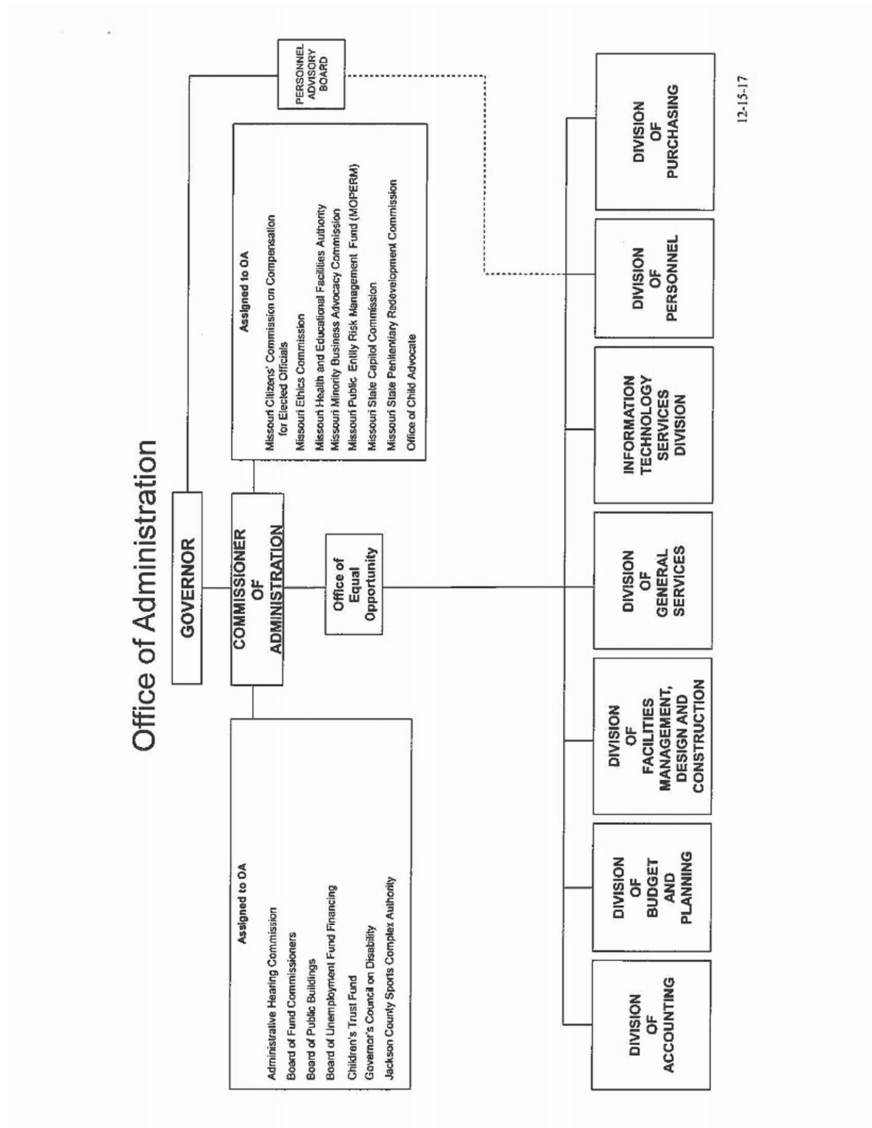 Office of Administration
GOVERNOR
PERSONNEL
ADVISORY
BOARD
COMMISSIONER
OF
ADMINISTRATION
Assigned to OA
Administrative Hearing Commission
Board of Fund Commissioners
Board of Public Buildings
Board of Unemployment Fund Financing
Children's Trust Fund
Governor's Council on Disability
Jackson County Sports Complex Authority
Assigned to OA
Missouri Citizens' Commission on Compensation
for Elected Officials
Missouri Ethics Commission
Missouri Health and Educational Facilities Authority
Missouri Minority Business Advocacy Commission
Missouri Public Entity Risk Management Fund (MOPERM)
Missouri State Capitol Commission
Missouri State Penitentiary Redevelopment Commission
Office of Child Advocate
Office of
Equal
Opportunity
DIVISION
OF
ACCOUNTING
DIVISION
OF
BUDGET
AND
PLANNING
DIVISION
OF
FACILITIES
MANAGEMENT,
DESIGN AND
CONSTRUCTION
DIVISION
OF
GENERAL
SERVICES
INFORMATION
TECHNOLOGY
SERVICES
DIVISION
DIVISION
OF
PERSONNEL
DIVISION
OF
PURCHASING
12-15-17